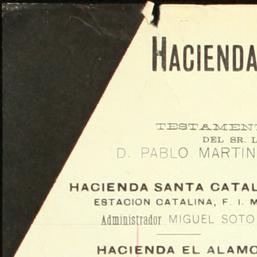 HACIENDA
TESTAMENT
DEL SR. L
D. PABLO MARTIN
HACIENDA SANTA CATAL
ESTACION CATALINA, F. I. M
Administrador MIGUEL SOTO
HACIENDA EL ALAMO